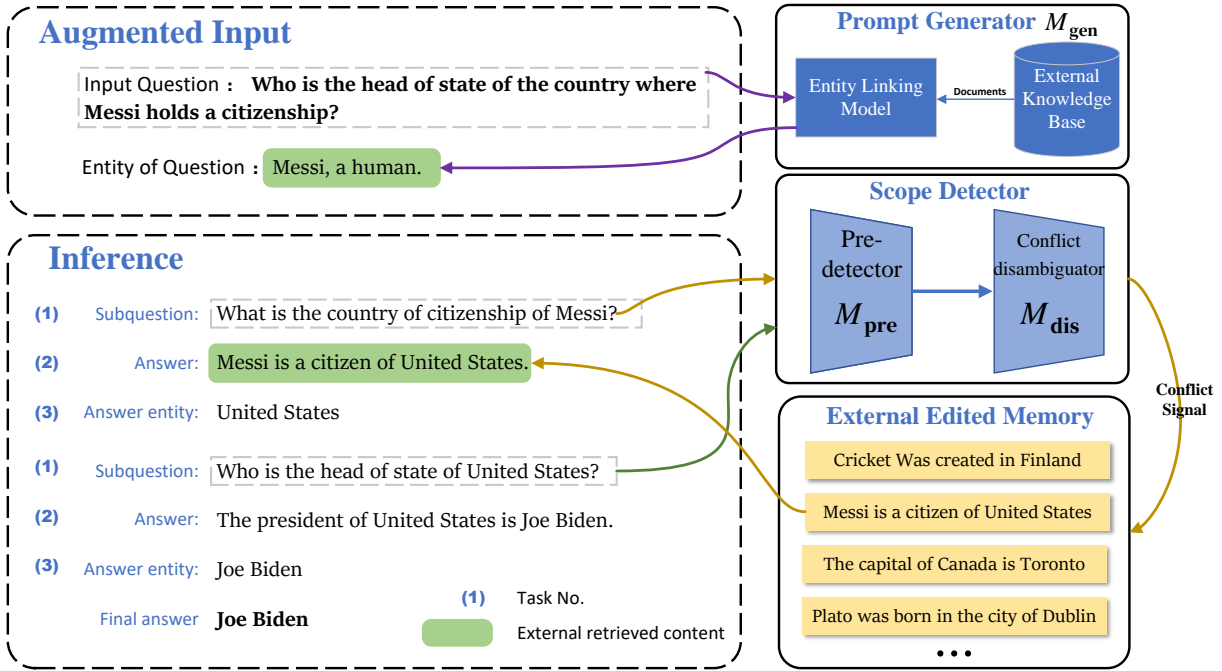 Augmented Input
Input Question : Who is the head of state of the country where
Messi holds a citizenship?
Entity of Question : Messi, a human.
Prompt Generator M gen
Entity Linking
Model
Documents
External
Knowledge
Base
Scope Detector
Pre-
detector
M pre
Conflict
disambiguator
M dis
Conflict
Signal
Inference
(1) Subquestion: What is the country of citizenship of Messi?
(2) Answer: Messi is a citizen of United States.
(3) Answer entity: United States
(1) Subquestion: Who is the head of state of United States?
(2) Answer: The president of United States is Joe Biden.
(3) Answer entity: Joe Biden
Final answer Joe Biden
(1) Task No.
External retrieved content
External Edited Memory
Cricket Was created in Finland
Messi is a citizen of United States
The capital of Canada is Toronto
Plato was born in the city of Dublin
• • •